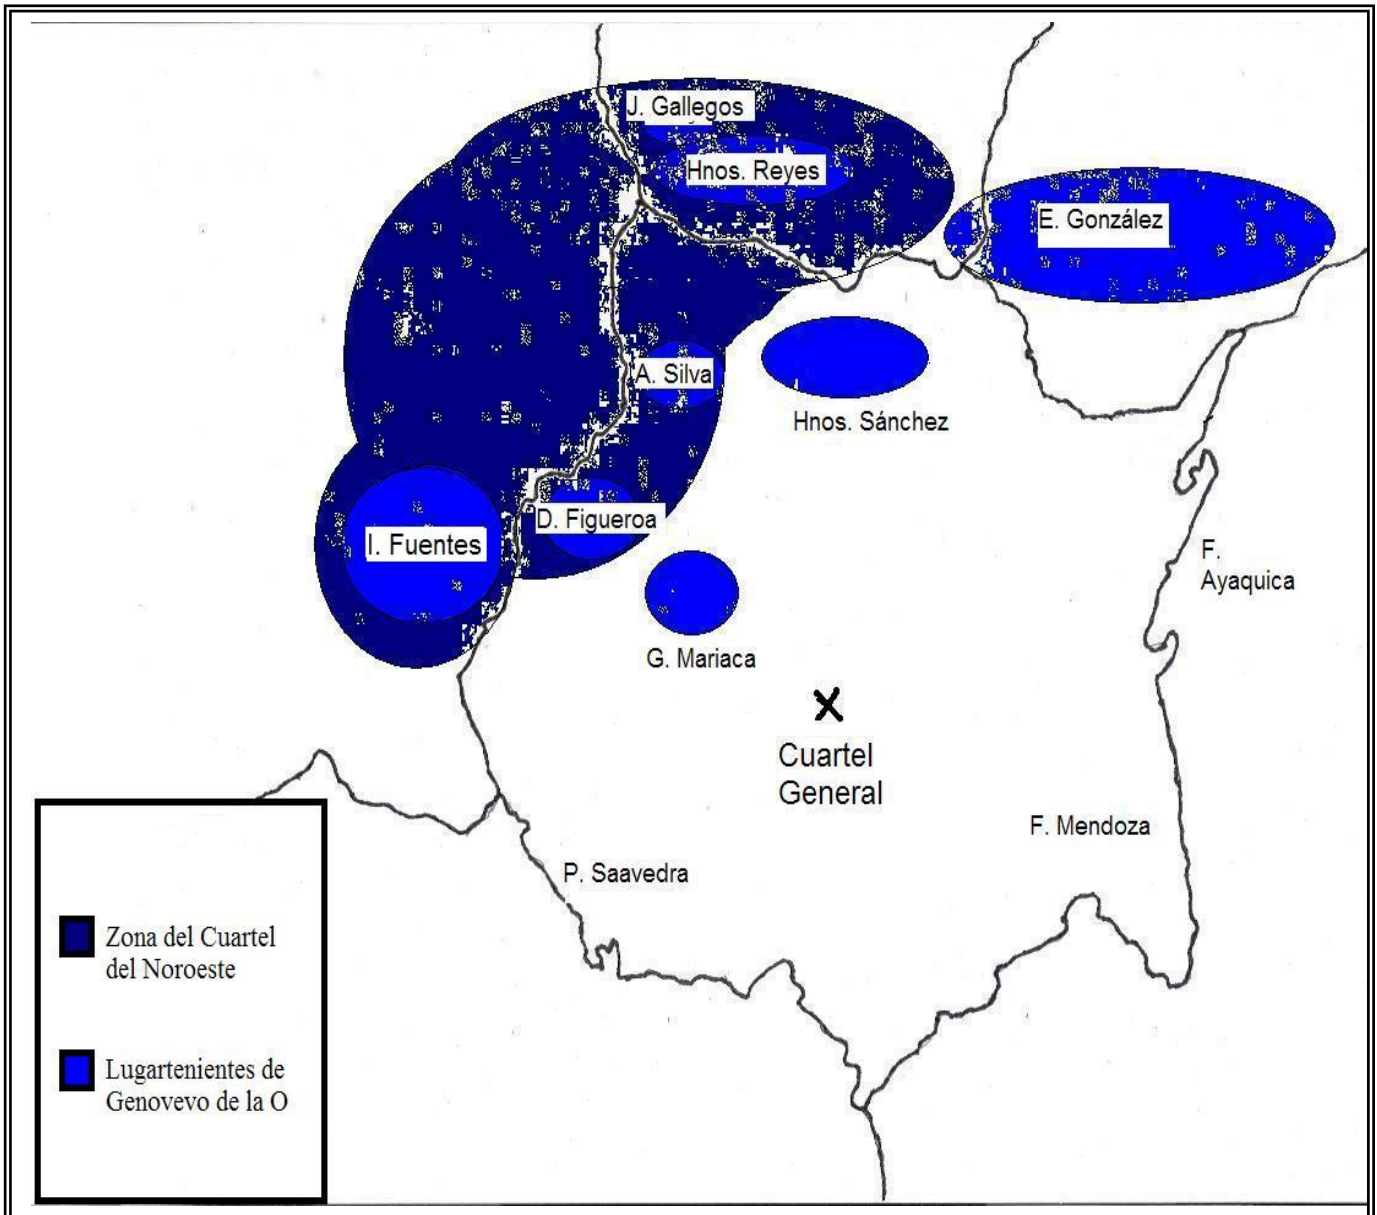 J. Gallegos
Hnos. Reyes
E. González
A. Silva
Hnos. Sánchez
D. Figueroa
I. Fuentes
F.
Ayaquica
G. Mariaca
Cuartel
General
F. Mendoza
P. Saavedra
Zona del Cuartel
del Noroeste
Lugartenientes de
Genovevo de la O